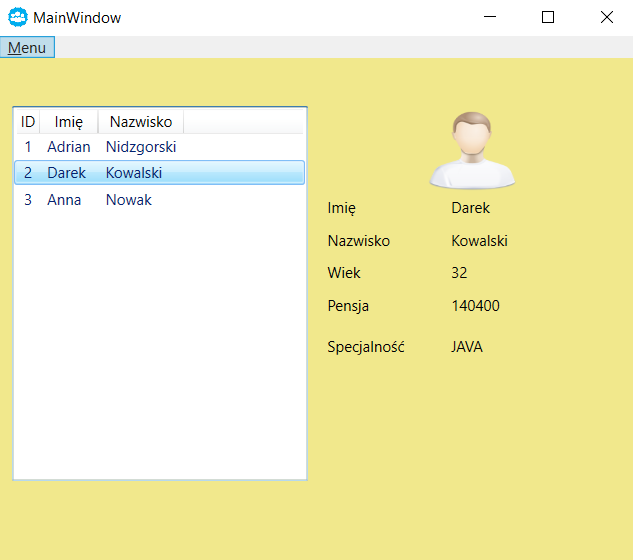 MainWindow
Menu
ID Imię Nazwisko
1 Adrian Nidzgorski
2 Darek Kowalski
3 Anna Nowak
Imię Darek
Nazwisko Kowalski
Wiek 32
Pensja 140400
Specjalność JAVA